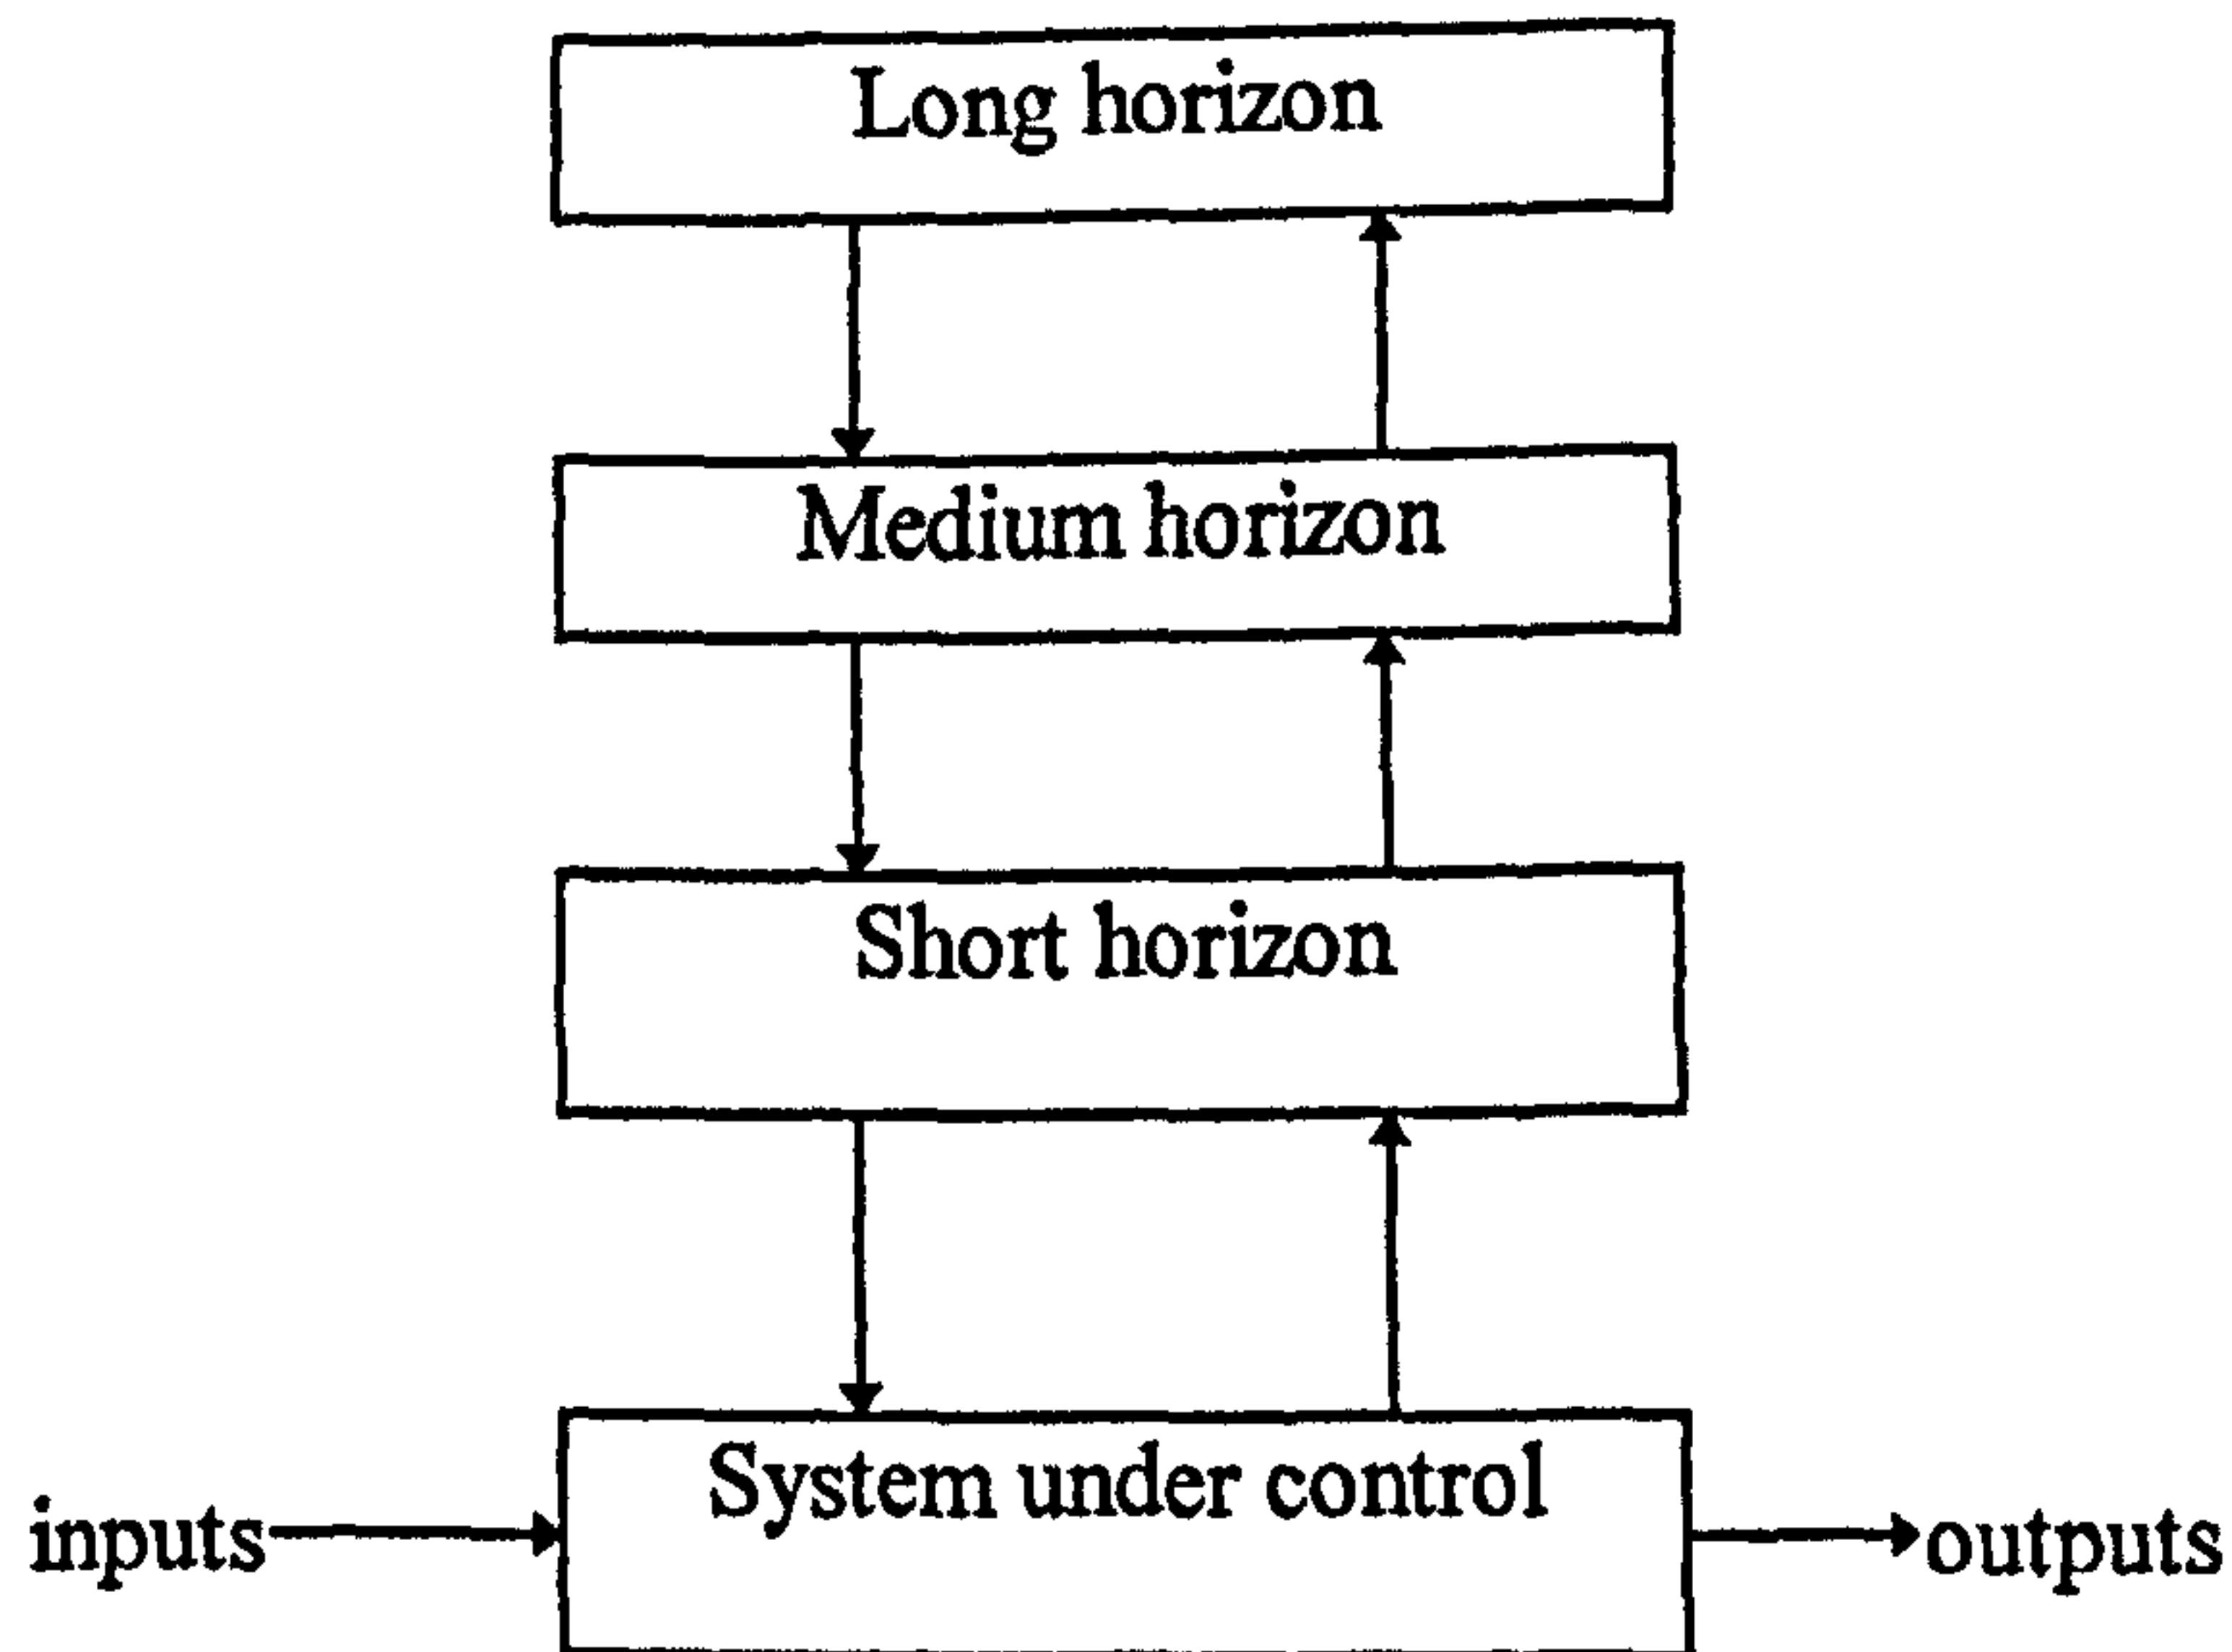 Long horizon
Medium horizon
Short horizon
System under control
inputs
outputs